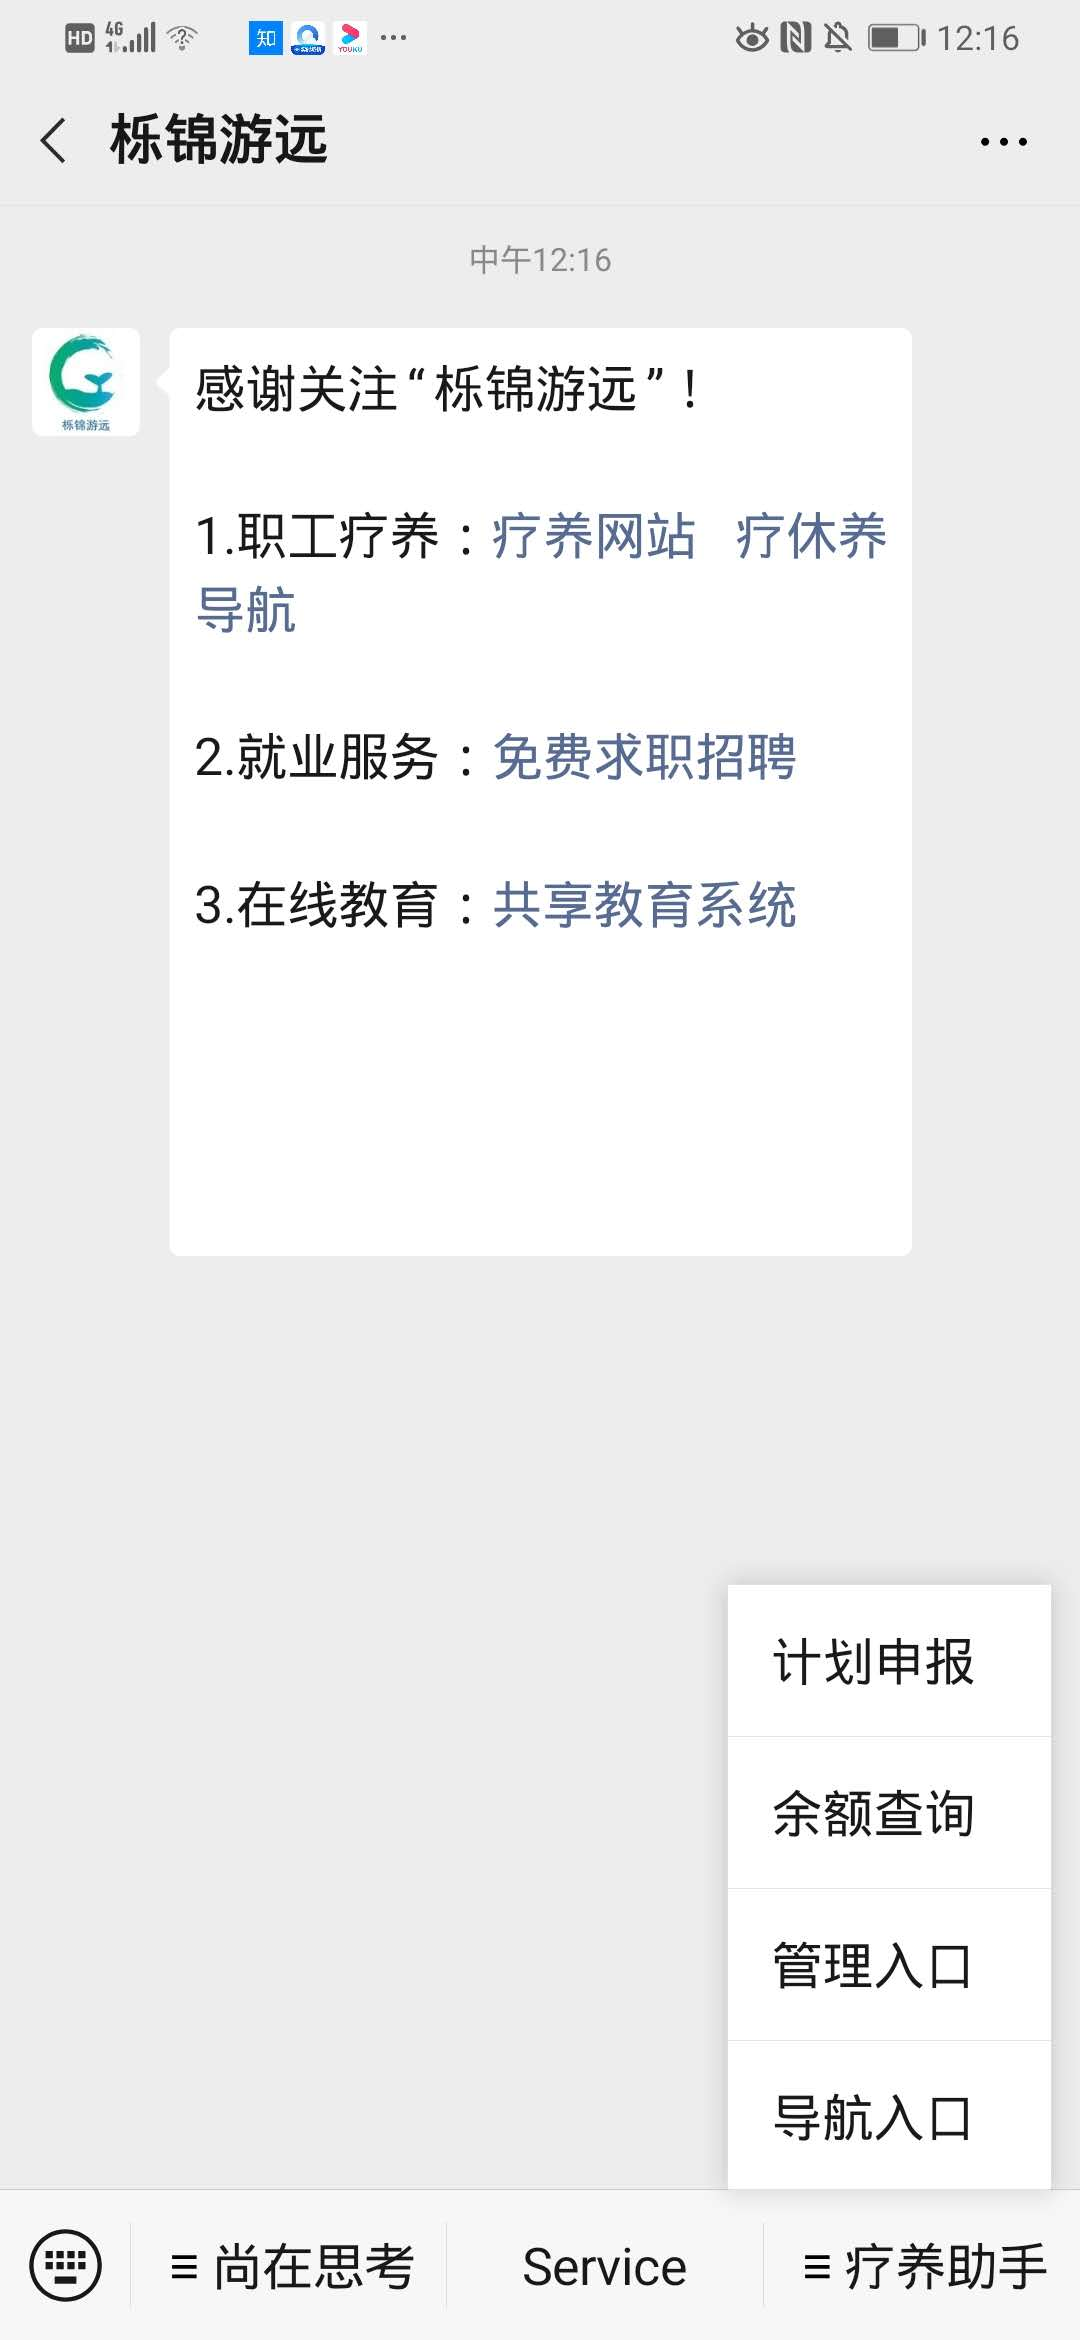 HD 4G 知 YOUKU 12:16
栎锦游远
中午12:16
栎锦游远
感谢关注“栎锦游远”！
1.职工疗养：疗养网站 疗休养
导航
2.就业服务：免费求职招聘
3.在线教育：共享教育系统
计划申报
余额查询
管理入口
导航入口
尚在思考 Service 疗养助手